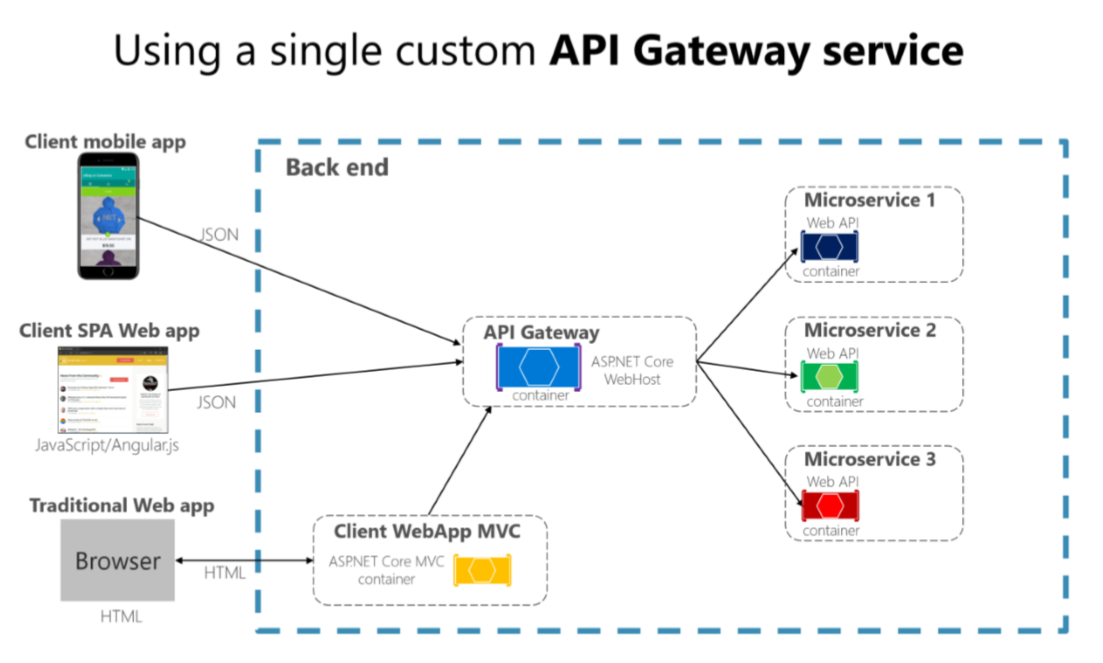 Using a single custom API Gateway service
Client mobile app
JSON
Client SPA Web app
JSON
JavaScript/Angular.js
Traditional Web app
Browser
HTML
HTML
Back end
API Gateway
ASP.NET Core
WebHost
container
Client WebApp MVC
ASP.NET Core MVC
container
Microservice 1
Web API
container
Microservice 2
Web API
container
Microservice 3
Web API
container